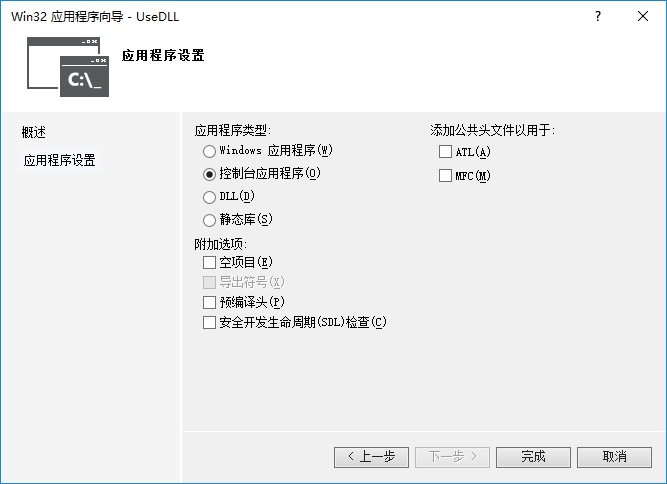 Win32 应用程序向导 - UseDLL
?
C:\_
应用程序设置
概述
应用程序设置
应用程序类型:
Windows 应用程序(W)
控制台应用程序(O)
DLL(D)
静态库(S)
附加选项:
空项目(E)
导出符号(X)
预编译头(P)
安全开发生命周期(SDL)检查(C)
添加公共头文件以用于:
ATL(A)
MFC(M)
< 上一步
下一步 >
完成
取消